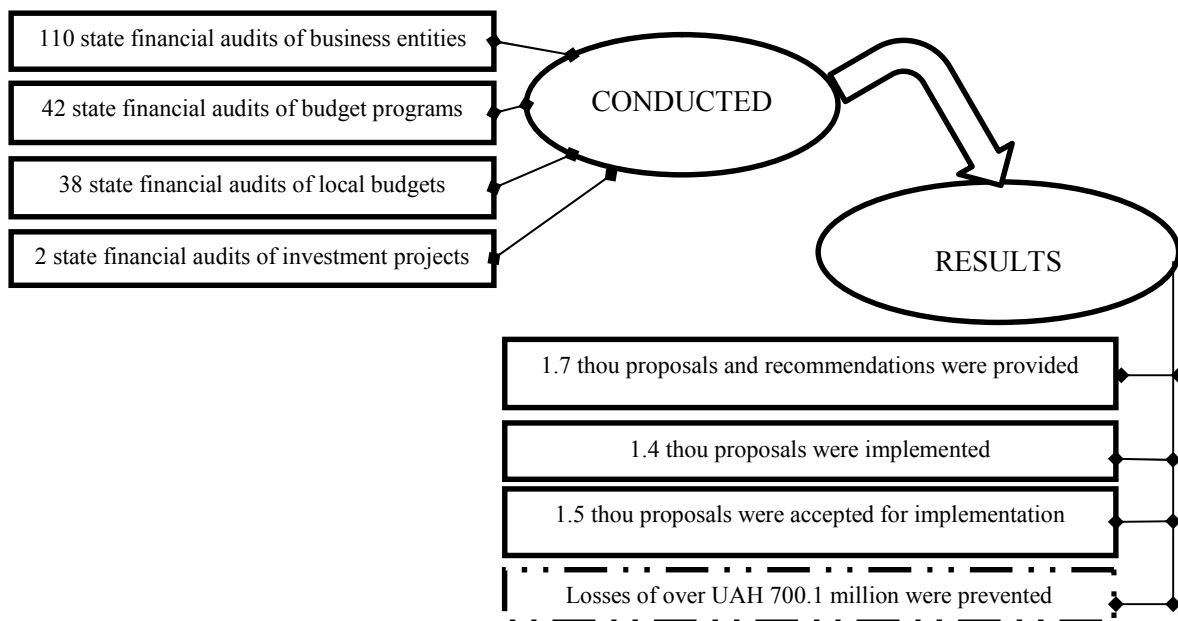 110 state financial audits of business entities
42 state financial audits of budget programs
38 state financial audits of local budgets
2 state financial audits of investment projects
CONDUCTED
RESULTS
1.7 thou proposals and recommendations were provided
1.4 thou proposals were implemented
1.5 thou proposals were accepted for implementation
Losses of over UAH 700.1 million were prevented